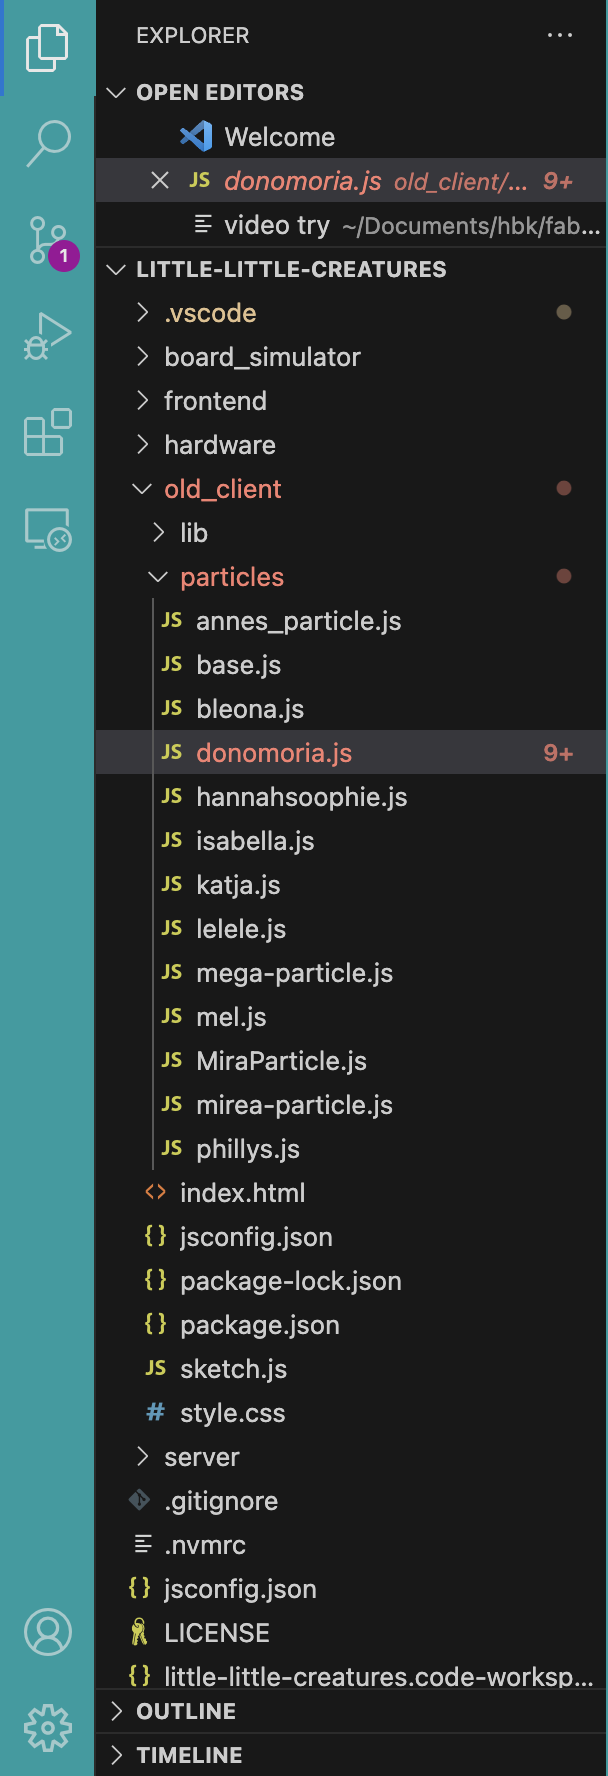 EXPLORER ...
OPEN EDITORS
Welcome
JS donomoria.js old_client/... 9+
video try ~/Documents/hbk/fab...
1
LITTLE-LITTLE-CREATURES
.vscode
board_simulator
frontend
hardware
old_client
lib
particles
JS annes_particle.js
JS base.js
JS bleona.js
JS donomoria.js 9+
JS hannahsoophie.js
JS isabella.js
JS katja.js
JS lelele.js
JS mega-particle.js
JS mel.js
JS MiraParticle.js
JS mirea-particle.js
JS phillys.js
<> index.html
{} jsconfig.json
{} package-lock.json
{} package.json
JS sketch.js
# style.css
server
.gitignore
.nvmrc
{} jsconfig.json
LICENSE
{} little-little-creatures.code-worksp...
OUTLINE
TIMELINE